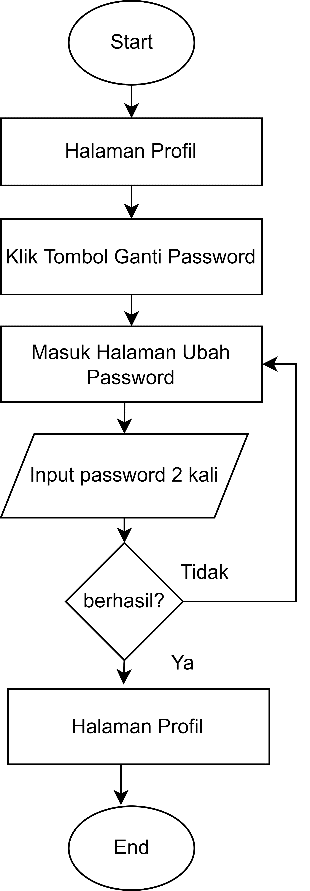 Start
Halaman Profil
Klik Tombol Ganti Password
Masuk Halaman Ubah
Password
Input password 2 kali
Tidak
berhasil?
Ya
Halaman Profil
End